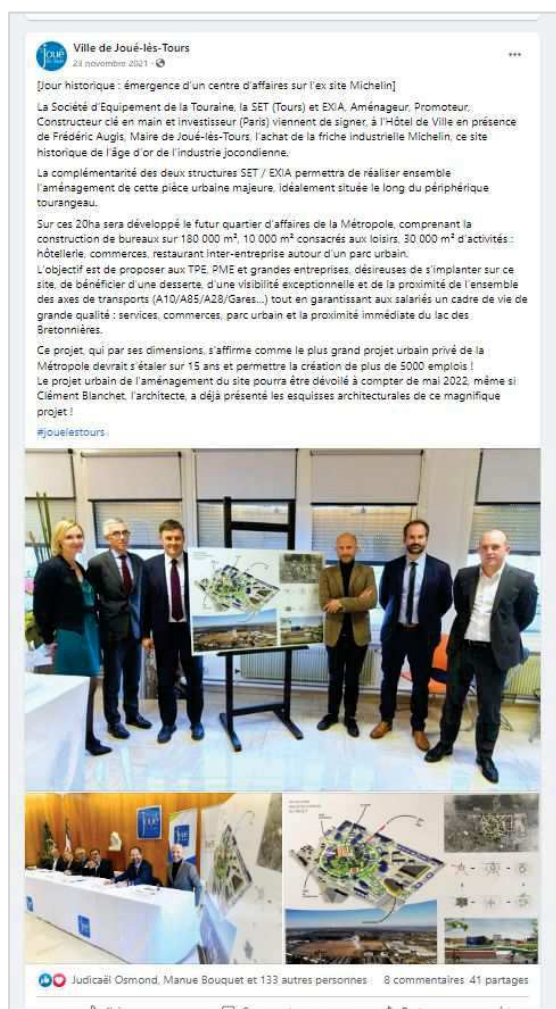 Ville de Joué-lès-Tours
23 novembre 2021
[Jour historique : émergence d'un centre d'affaires sur l'ex site Michelin]
La Société d'Equipement de la Touraine, la SET (Tours) et EXIA, Aménageur, Promoteur,
Constructeur clé en main et investisseur (Paris) viennent de signer, à l'Hôtel de Ville en présence
de Frédéric Augis, Maire de Joué-lès-Tours, l'achat de la friche industrielle Michelin, ce site
historique de l'âge d'or de l'industrie jocondienne.
La complémentarité des deux structures SET / EXIA permettra de réaliser ensemble
l'aménagement de cette pièce urbaine majeure, idéalement située le long du périphérique
tourangeau.
Sur ces 20ha sera développé le futur quartier d'affaires de la Métropole, comprenant la
construction de bureaux sur 180 000 m², 10 000 m² consacrés aux loisirs, 30 000 m² d'activités :
hôtellerie, commerces, restaurant inter-entreprise autour d'un parc urbain.
L'objectif est de proposer aux TPE, PME et grandes entreprises, désireuses de s'implanter sur ce
site, de bénéficier d'une desserte, d'une visibilité exceptionnelle et de la proximité de l'ensemble
des axes de transports (A10/A85/A28/Gares...) tout en garantissant aux salariés un cadre de vie de
grande qualité : services, commerces, parc urbain et la proximité immédiate du lac des
Bretonnières.
Ce projet, qui par ses dimensions, s'affirme comme le plus grand projet urbain privé de la
Métropole devrait s'étaler sur 15 ans et permettre la création de plus de 5000 emplois !
Le projet urbain de l'aménagement du site pourra être dévoilé à compter de mai 2022, même si
Clément Blanchet, l'architecte, a déjà présenté les esquisses architecturales de ce magnifique
projet !
#jouelestours
joué
Judicaël Osmond, Manue Bouquet et 133 autres personnes 8 commentaires 41 partages